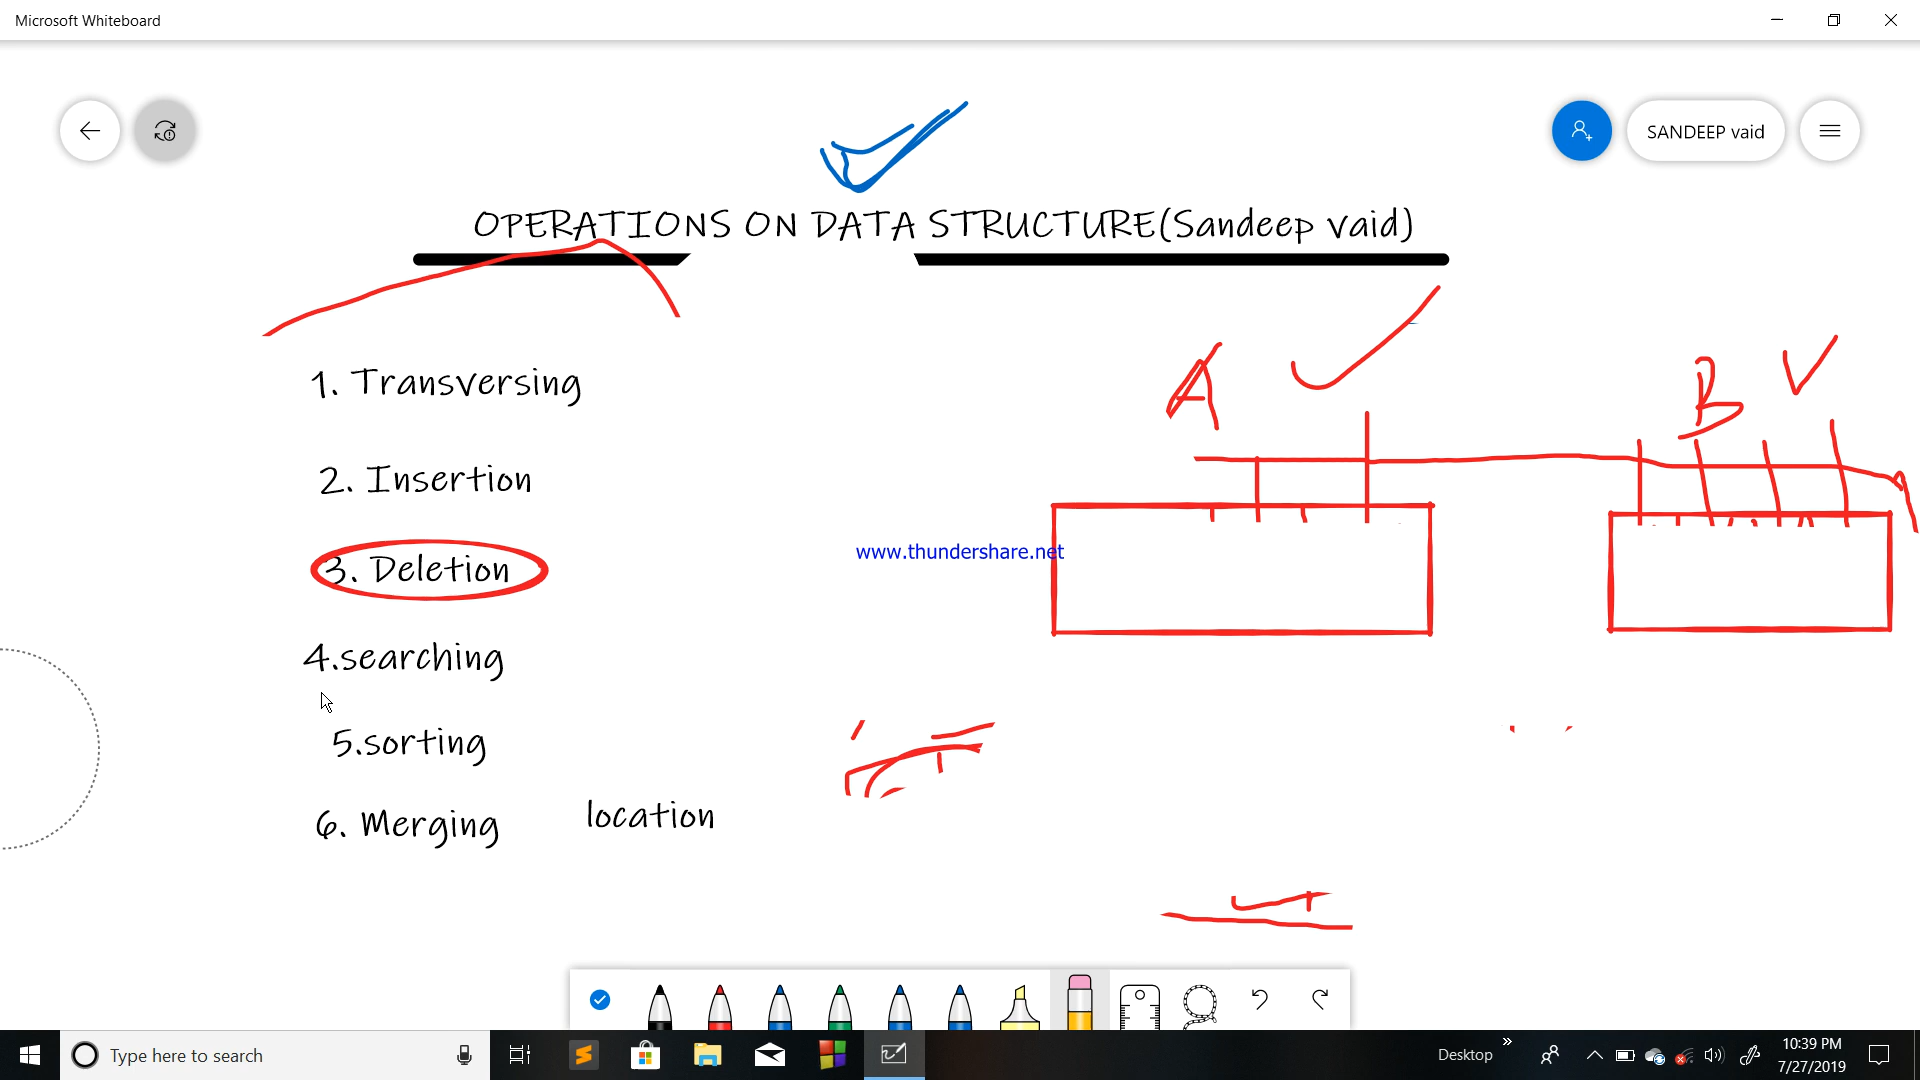 Microsoft Whiteboard
SANDEEP vaid
OPERATIONS ON DATA STRUCTURE(Sandeep vaid)
1. Transversing
A
B
2. Insertion
www.thundershare.net
3. Deletion
4.searching
5.sorting
6. Merging location
Type here to search
Desktop
10:39 PM
7/27/2019